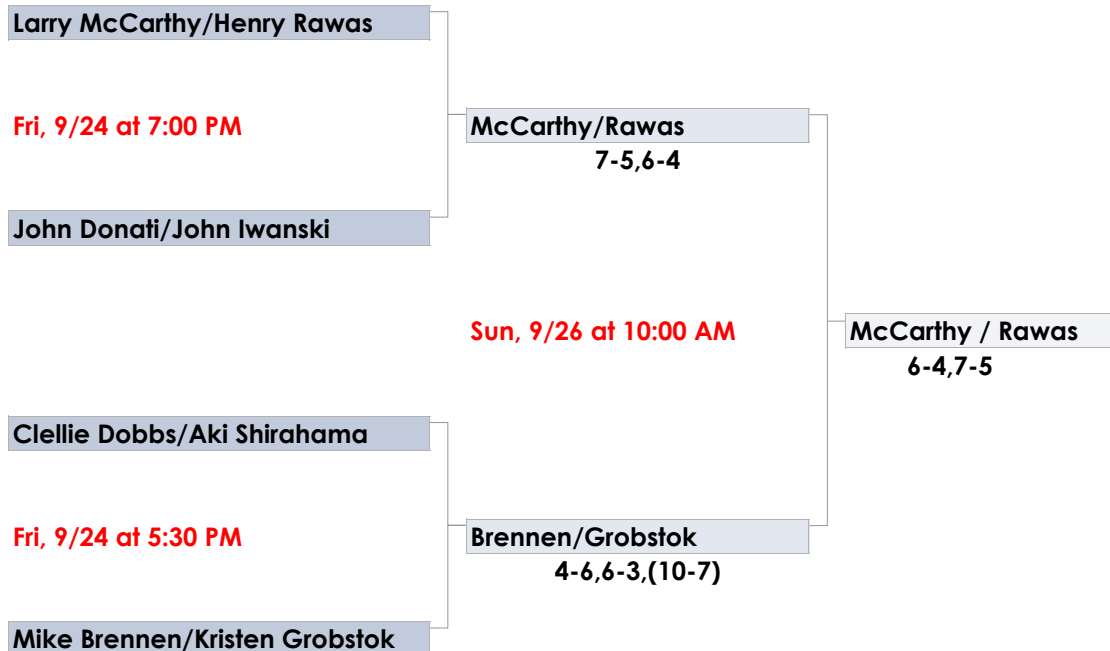 Larry McCarthy/Henry Rawas
Fri, 9/24 at 7:00 PM
McCarthy/Rawas
7-5,6-4
John Donati/John Iwanski
Sun, 9/26 at 10:00 AM
McCarthy / Rawas
6-4,7-5
Clellie Dobbs/Aki Shirahama
Fri, 9/24 at 5:30 PM
Brennen/Grobstok
4-6,6-3,(10-7)
Mike Brennen/Kristen Grobstok